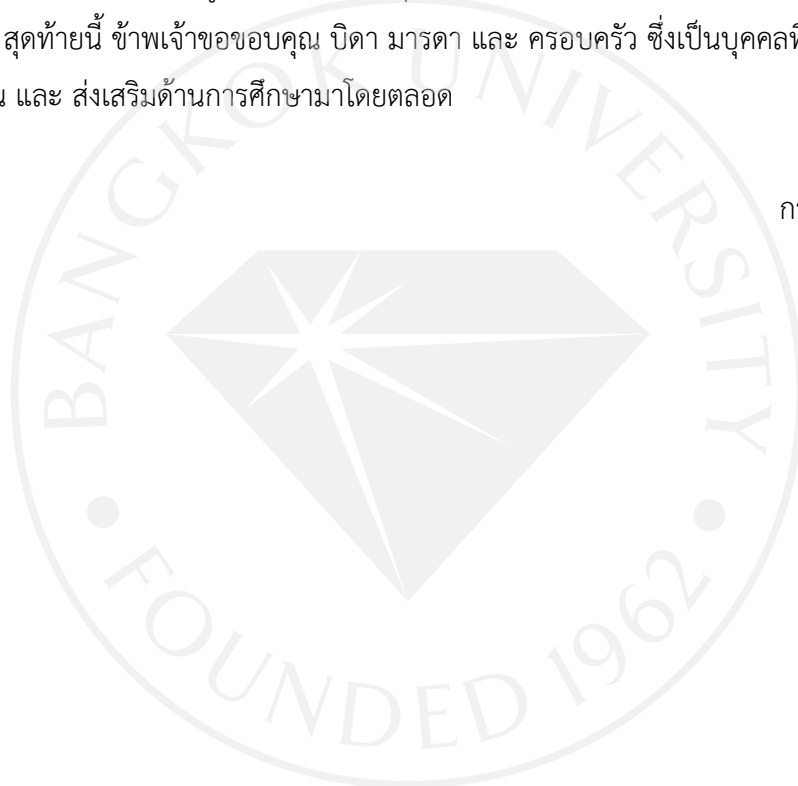 สุดท้ายนี้ ข้าพเจ้าขอขอบคุณ บิดา มารดา และ ครอบครัว ซึ่งเป็นบุคคล
และ ส่งเสริมด้านการศึกษามาโดยตลอด
BANGKOK UNIVERSITY
FOUNDED 1962